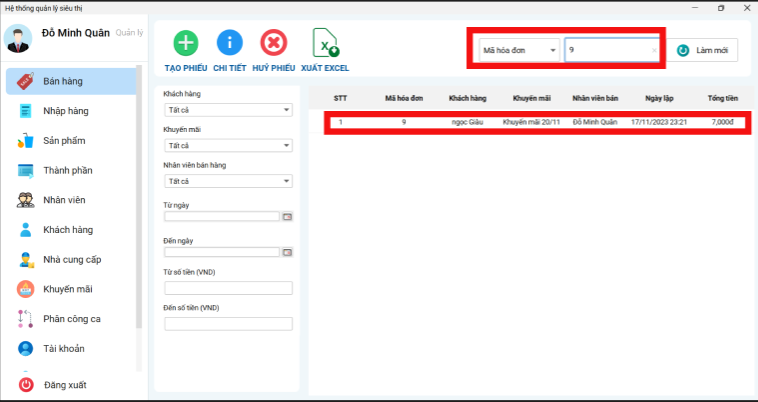 Hệ thống quản lý siêu thị
Đỗ Minh Quân Quản lý
Bán hàng
Nhập hàng
Sản phẩm
Thành phần
Nhân viên
Khách hàng
Nhà cung cấp
Khuyến mãi
Phân công ca
Tài khoản
Đăng xuất
TẠO PHIẾU CHI TIẾT HUỶ PHIẾU XUẤT EXCEL
Mã hóa đơn 9 Làm mới
Khách hàng
Tất cả
Khuyến mãi
Tất cả
Nhân viên bán hàng
Tất cả
Từ ngày
Đến ngày
Từ số tiền (VND)
Đến số tiền (VND)
STT Mã hóa đơn Khách hàng Khuyến mãi Nhân viên bán Ngày lập Tổng tiền
1 9 ngọc Giàu Khuyến mãi 20/11 Đỗ Minh Quân 17/11/2023 23:21 7,000đ